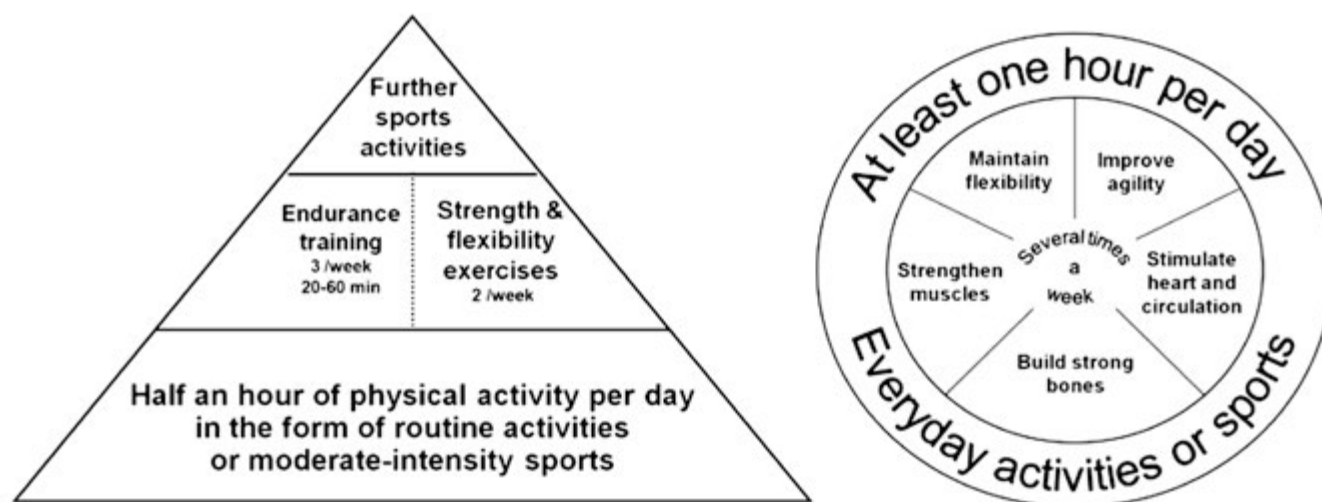 Further
sports
activities
Endurance
training
3 /week
20-60 min
Strength &
flexibility
exercises
2 /week
Half an hour of physical activity per day
in the form of routine activities
or moderate-intensity sports
At least one hour per day
Maintain
flexibility
Improve
agility
Strengthen
muscles
Several times
a
week
Stimulate
heart and
circulation
Build strong
bones
Everyday activities or sports